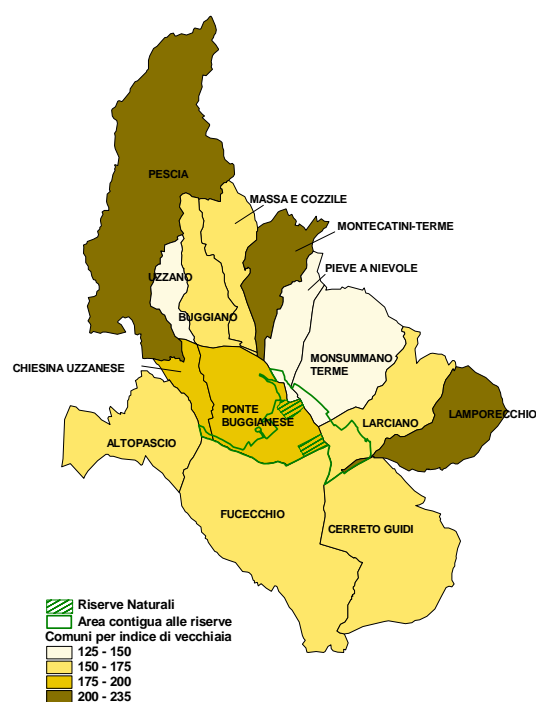 PESCIA
MASSA E COZZILE
MONTECATINI-TERME
PIEVE A NIEVOLE
UZZANO
BUGGIANO
CHIESINA UZZANESE
MONSUMMANO
TERME
PONTE
BUGGIANESE
LARCIANO
LAMPORECCHIO
ALTOPASCIO
FUCECCHIO
CERRETO GUIDI
Riserve Naturali
Area contigua alle riserve
Comuni per indice di vecchiaia
125 - 150
150 - 175
175 - 200
200 - 235